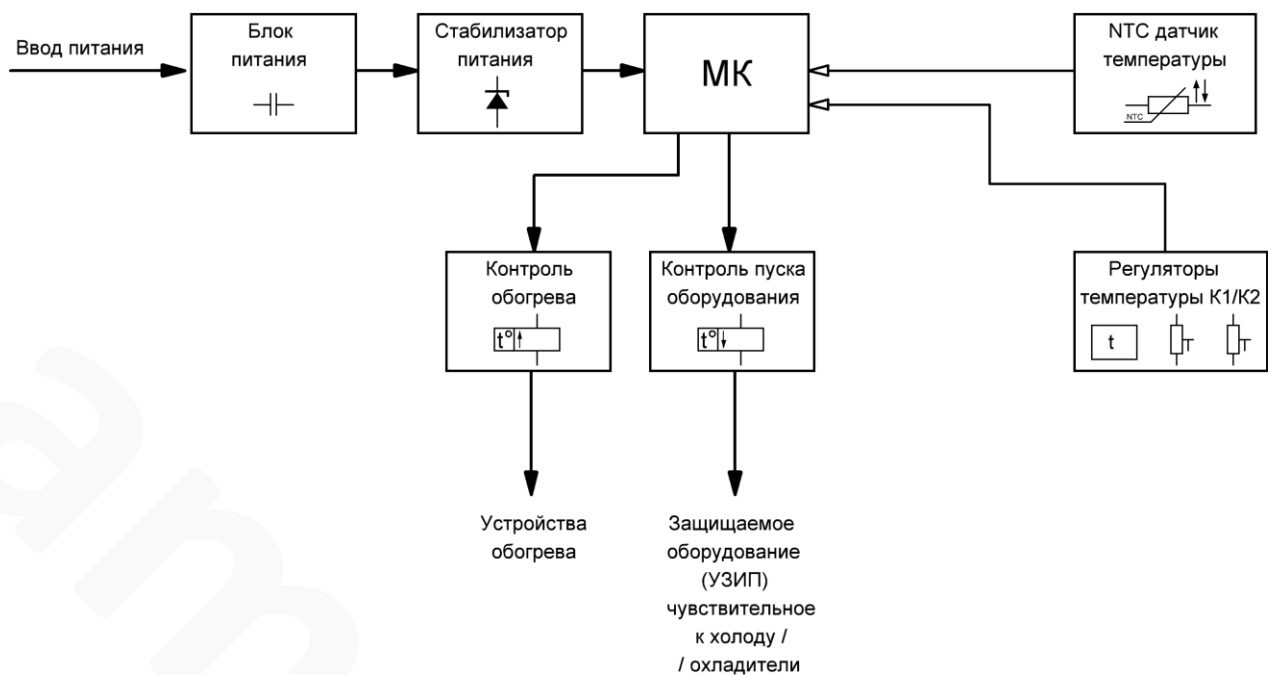 Ввод питания
Блок
питания
Стабилизатор
питания
МК
NTC датчик
температуры
NTC
Контроль
обогрева
t°
Контроль пуска
оборудования
t°
Регуляторы
температуры К1/К2
t
Устройства
обогрева
Защищаемое
оборудование
(УЗИП)
чувствительное
к холоду /
/ охладители
am